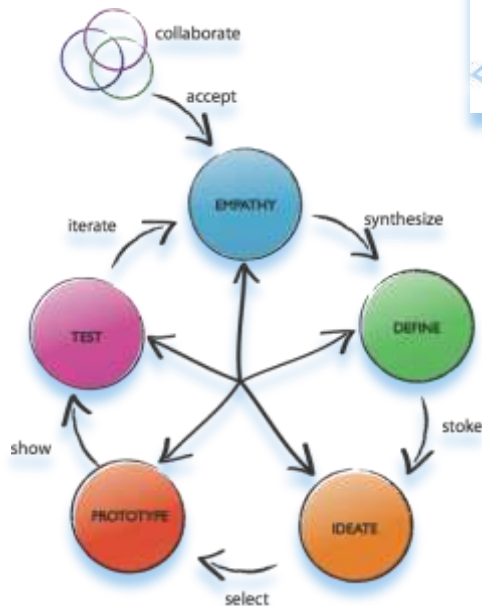 collaborate
accept
EMPATHY
iterate
synthesize
TEST
DEFINE
show
stoke
PROTOTYPE
IDEATE
select